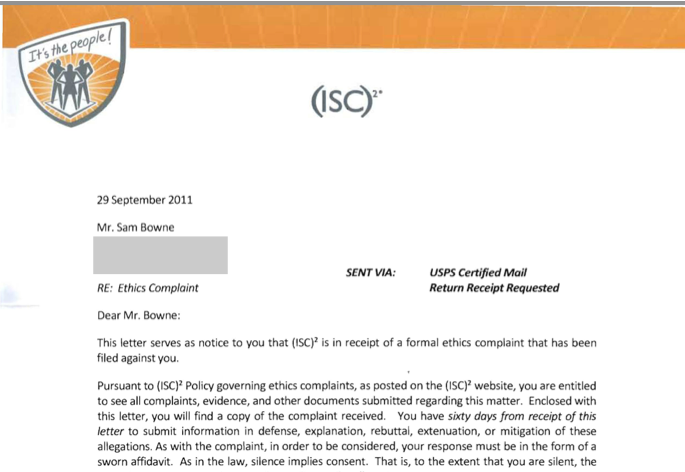 It's the people!
(ISC)²®
29 September 2011
Mr. Sam Bowne
SENT VIA: USPS Certified Mail
RE: Ethics Complaint Return Receipt Requested
Dear Mr. Bowne:
This letter serves as notice to you that (ISC)² is in receipt of a formal ethics complaint that has been
filed against you.
Pursuant to (ISC)² Policy governing ethics complaints, as posted on the (ISC)² website, you are entitled
to see all complaints, evidence, and other documents submitted regarding this matter. Enclosed with
this letter, you will find a copy of the complaint received. You have sixty days from receipt of this
letter to submit information in defense, explanation, rebuttal, extenuation, or mitigation of these
allegations. As with the complaint, in order to be considered, your response must be in the form of a
sworn affidavit. As in the law, silence implies consent. That is, to the extent that you are silent, the